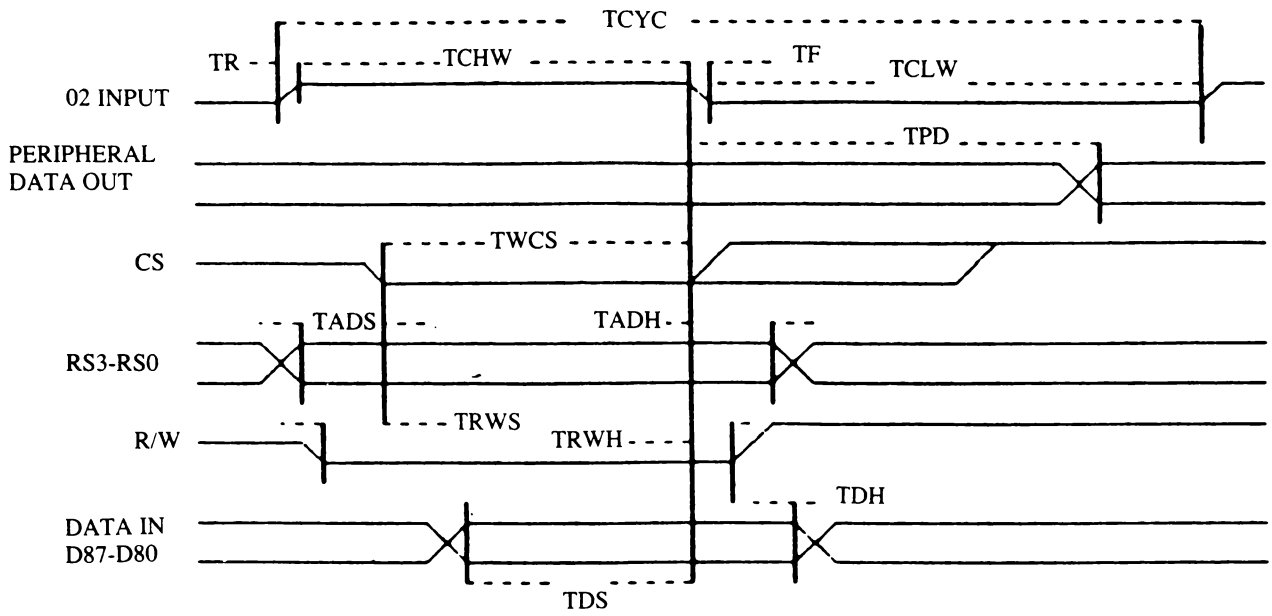 TCYC
TR
TCHW
TF
TCLW
02 INPUT
TPD
PERIPHERAL
DATA OUT
TWCS
CS
TADS
TADH
RS3-RS0
TRWS
R/W
TRWH
TDH
DATA IN
D87-D80
TDS